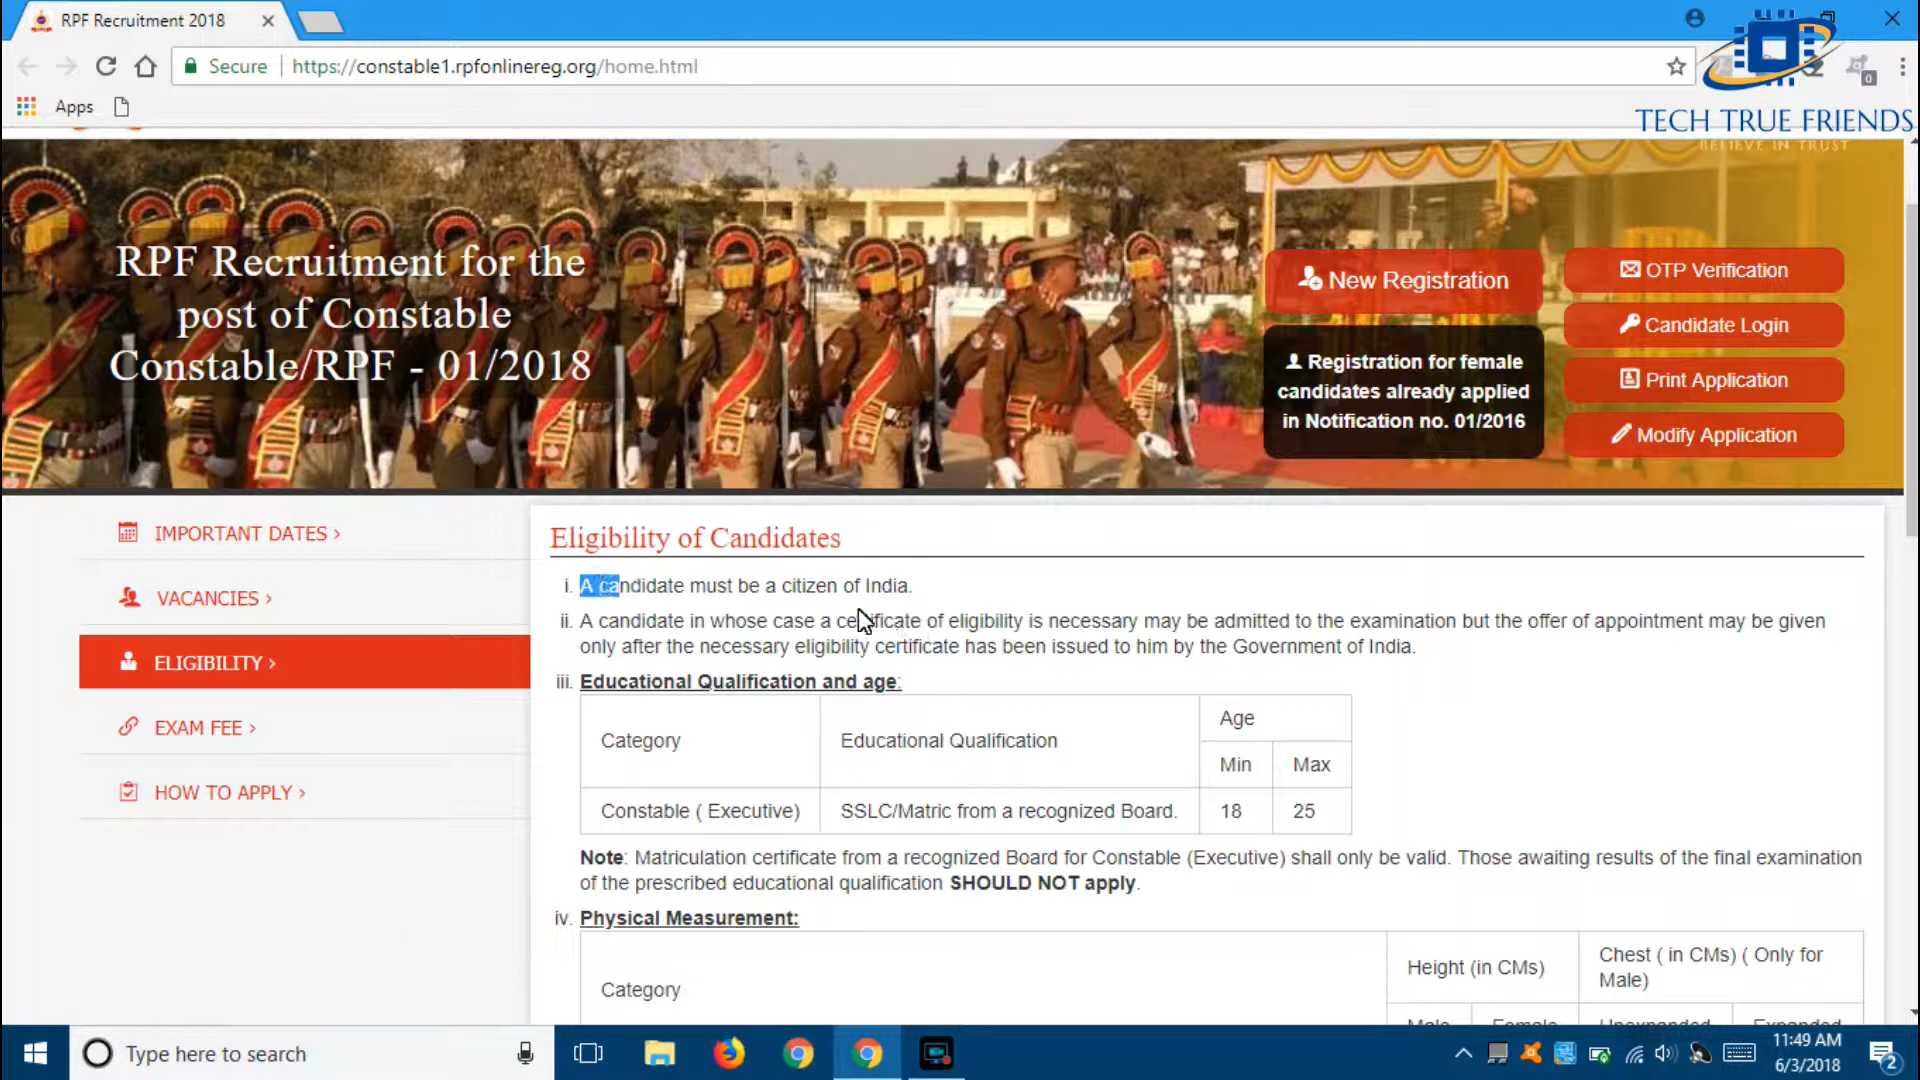 RPF Recruitment 2018
Secure
https://constable1.rpfonlinereg.org/home.html
0
Apps
TECH TRUE FRIENDS
BELIEVE IN TRUST
RPF Recruitment for the
post of Constable
Constable/RPF - 01/2018
New Registration
Registration for female
candidates already applied
in Notification no. 01/2016
OTP Verification
Candidate Login
Print Application
Modify Application
IMPORTANT DATES >
VACANCIES >
ELIGIBILITY >
EXAM FEE >
HOW TO APPLY >
Eligibility of Candidates
i. A candidate must be a citizen of India.
ii. A candidate in whose case a certificate of eligibility is necessary may be admitted to the examination but the offer of appointment may be given
only after the necessary eligibility certificate has been issued to him by the Government of India.
iii. Educational Qualification and age:
Category
Educational Qualification
Age
Min
Max
Constable ( Executive)
SSLC/Matric from a recognized Board.
18
25
Note: Matriculation certificate from a recognized Board for Constable (Executive) shall only be valid. Those awaiting results of the final examination
of the prescribed educational qualification SHOULD NOT apply.
iv. Physical Measurement:
Category
Height (in CMs)
Chest ( in CMs) ( Only for
Male)
Male
Female
Unexpanded
Expanded
Type here to search
11:49 AM
6/3/2018
2